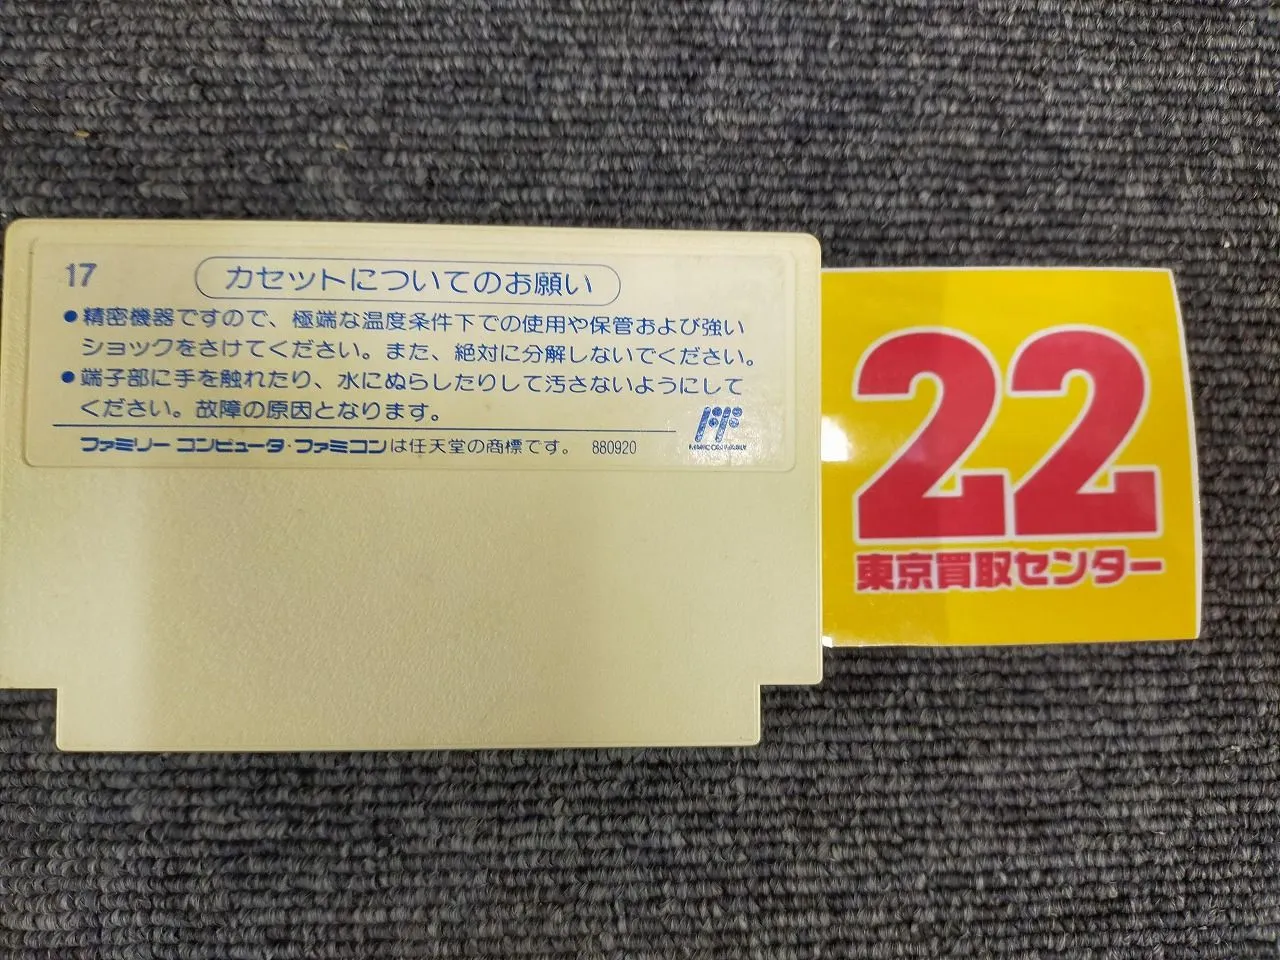 17
カセットについてのお願い
●精密機器ですので、極端な温度条件下での使用や保管および強い
ショックをさけてください。また、絶対に分解しないでください。
●端子部に手を触れたり、水にぬらしたりして汚さないようにして
ください。故障の原因となります。
FF
FAMICOM FAMILY
ファミリー コンピュータ・ファミコンは任天堂の商標です。 880920
22
東京買取センター